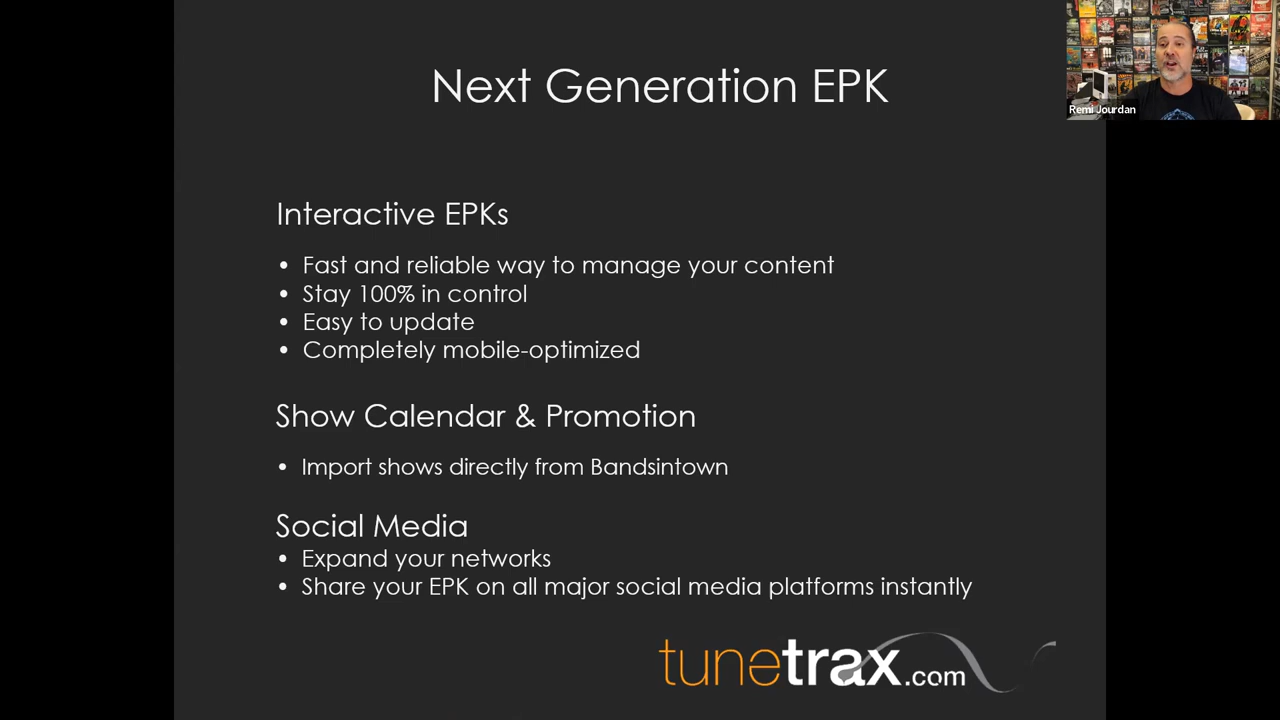 Next Generation EPK
Remi Jourdan
Interactive EPKs
• Fast and reliable way to manage your content
• Stay 100% in control
• Easy to update
• Completely mobile-optimized
Show Calendar & Promotion
• Import shows directly from Bandsintown
Social Media
• Expand your networks
• Share your EPK on all major social media platforms instantly
tunetrax.com